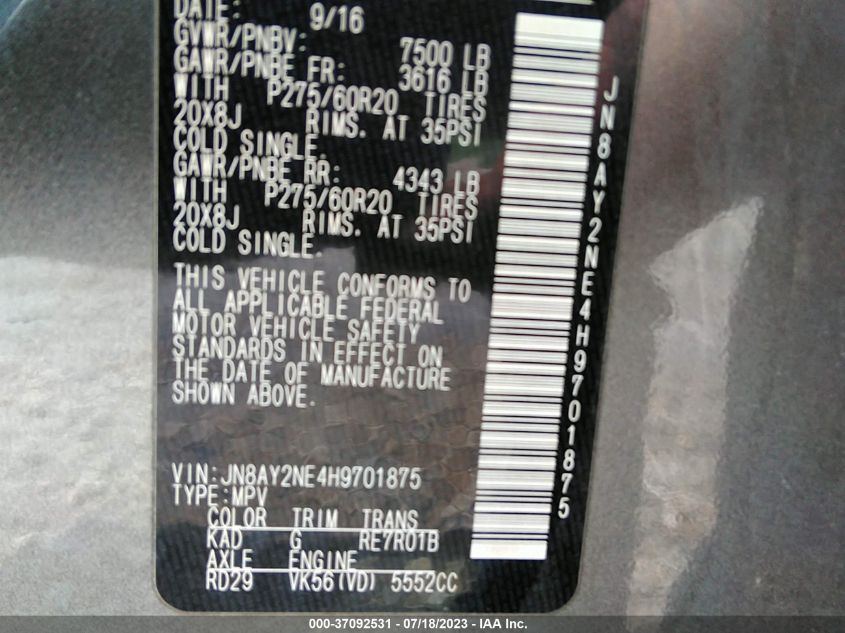 DATE: 9/16
GVWR/PNBV: 7500 LB
GAWR/PNBE FR: 3616 LB
WITH P275/60R20 TIRES
20X8J RIMS. AT 35PSI
COLD SINGLE.
GAWR/PNBE RR: 4343 LB
WITH P275/60R20 TIRES
20X8J RIMS. AT 35PSI
COLD SINGLE.
THIS VEHICLE CONFORMS TO
ALL APPLICABLE FEDERAL
MOTOR VEHICLE SAFETY
STANDARDS IN EFFECT ON
THE DATE OF MANUFACTURE
SHOWN ABOVE.
VIN:JN8AY2NE4H9701875
TYPE:MPV
COLOR TRIM TRANS
KAD G RE7R01B
AXLE ENGINE
RD29 VK56(VD) 5552CC
JN8AY2NE4H9701875
000-37092531 - 07/18/2023 - IAA Inc.